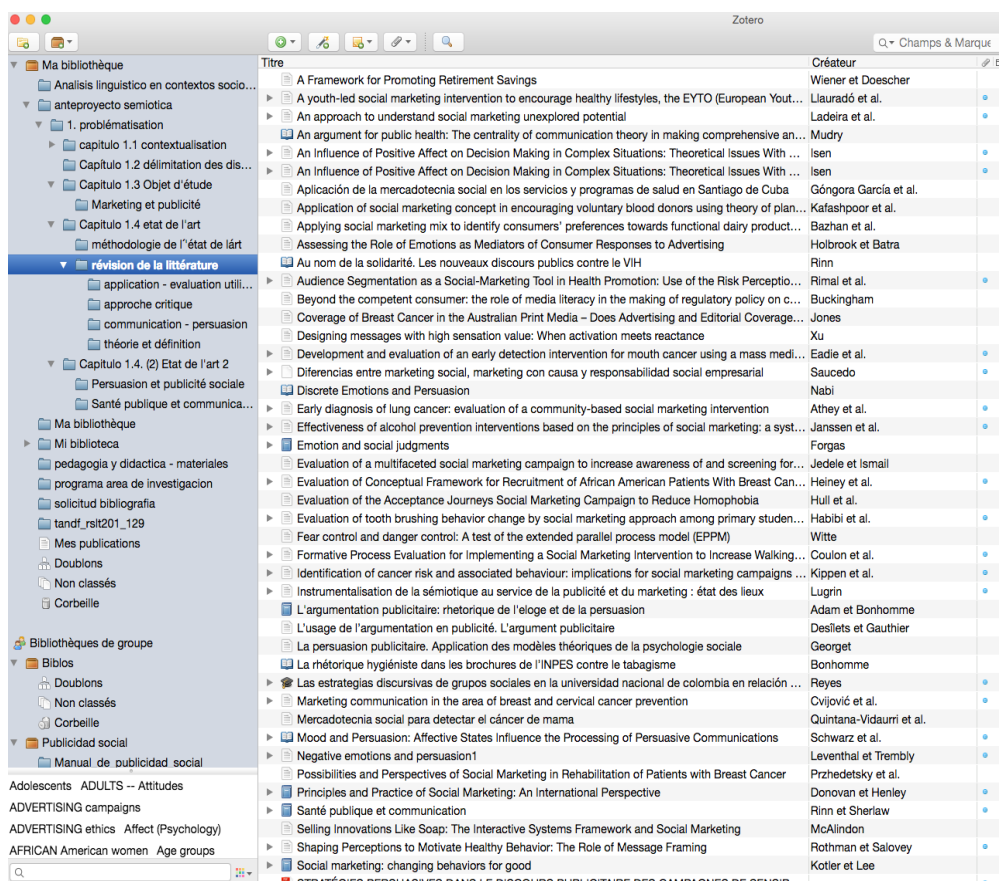 Zotero
Champs & Marque
Ma bibliothèque
Analisis linguistico en contextos socio...
anteproyecto semiotica
1. problématisation
capitulo 1.1 contextualisation
Capítulo 1.2 délimitation des dis...
Capitulo 1.3 Objet d'étude
Marketing et publicité
Capitulo 1.4 etat de l'art
méthodologie de l´état de lárt
révision de la littérature
application - evaluation utili...
approche critique
communication - persuasion
théorie et définition
Capitulo 1.4. (2) Etat de l'art 2
Persuasion et publicité sociale
Santé publique et communica...
Ma bibliothèque
Mi biblioteca
pedagogia y didactica - materiales
programa area de investigacion
solicitud bibliografia
tandf_rslt201_129
Mes publications
Doublons
Non classés
Corbeille
Bibliothèques de groupe
Biblos
Doublons
Non classés
Corbeille
Publicidad social
Manual de publicidad social
Adolescents ADULTS -- Attitudes
ADVERTISING campaigns
ADVERTISING ethics Affect (Psychology)
AFRICAN American women Age groups
Titre Créateur
A Framework for Promoting Retirement Savings Wiener et Doescher
A youth-led social marketing intervention to encourage healthy lifestyles, the EYTO (European Yout... Llauradó et al.
An approach to understand social marketing unexplored potential Ladeira et al.
An argument for public health: The centrality of communication theory in making comprehensive an... Mudry
An Influence of Positive Affect on Decision Making in Complex Situations: Theoretical Issues With ... Isen
An Influence of Positive Affect on Decision Making in Complex Situations: Theoretical Issues With ... Isen
Aplicación de la mercadotecnia social en los servicios y programas de salud en Santiago de Cuba Góngora García et al.
Application of social marketing concept in encouraging voluntary blood donors using theory of plan... Kafashpoor et al.
Applying social marketing mix to identify consumers' preferences towards functional dairy product... Bazhan et al.
Assessing the Role of Emotions as Mediators of Consumer Responses to Advertising Holbrook et Batra
Au nom de la solidarité. Les nouveaux discours publics contre le VIH Rinn
Audience Segmentation as a Social-Marketing Tool in Health Promotion: Use of the Risk Perceptio... Rimal et al.
Beyond the competent consumer: the role of media literacy in the making of regulatory policy on c... Buckingham
Coverage of Breast Cancer in the Australian Print Media – Does Advertising and Editorial Coverage... Jones
Designing messages with high sensation value: When activation meets reactance Xu
Development and evaluation of an early detection intervention for mouth cancer using a mass medi... Eadie et al.
Diferencias entre marketing social, marketing con causa y responsabilidad social empresarial Saucedo
Discrete Emotions and Persuasion Nabi
Early diagnosis of lung cancer: evaluation of a community-based social marketing intervention Athey et al.
Effectiveness of alcohol prevention interventions based on the principles of social marketing: a syst... Janssen et al.
Emotion and social judgments Forgas
Evaluation of a multifaceted social marketing campaign to increase awareness of and screening for... Jedele et Ismail
Evaluation of Conceptual Framework for Recruitment of African American Patients With Breast Can... Heiney et al.
Evaluation of the Acceptance Journeys Social Marketing Campaign to Reduce Homophobia Hull et al.
Evaluation of tooth brushing behavior change by social marketing approach among primary studen... Habibi et al.
Fear control and danger control: A test of the extended parallel process model (EPPM) Witte
Formative Process Evaluation for Implementing a Social Marketing Intervention to Increase Walking... Coulon et al.
Identification of cancer risk and associated behaviour: implications for social marketing campaigns ... Kippen et al.
Instrumentalisation de la sémiotique au service de la publicité et du marketing : état des lieux Lugrin
L'argumentation publicitaire: rhetorique de l'eloge et de la persuasion Adam et Bonhomme
L'usage de l'argumentation en publicité. L'argument publicitaire Desîlets et Gauthier
La persuasion publicitaire. Application des modèles théoriques de la psychologie sociale Georget
La rhétorique hygiéniste dans les brochures de l'INPES contre le tabagisme Bonhomme
Las estrategias discursivas de grupos sociales en la universidad nacional de colombia en relación ... Reyes
Marketing communication in the area of breast and cervical cancer prevention Cvijović et al.
Mercadotecnia social para detectar el cáncer de mama Quintana-Vidaurri et al.
Mood and Persuasion: Affective States Influence the Processing of Persuasive Communications Schwarz et al.
Negative emotions and persuasion1 Leventhal et Trembly
Possibilities and Perspectives of Social Marketing in Rehabilitation of Patients with Breast Cancer Przhedetsky et al.
Principles and Practice of Social Marketing: An International Perspective Donovan et Henley
Santé publique et communication Rinn et Sherlaw
Selling Innovations Like Soap: The Interactive Systems Framework and Social Marketing McAlindon
Shaping Perceptions to Motivate Healthy Behavior: The Role of Message Framing Rothman et Salovey
Social marketing: changing behaviors for good Kotler et Lee